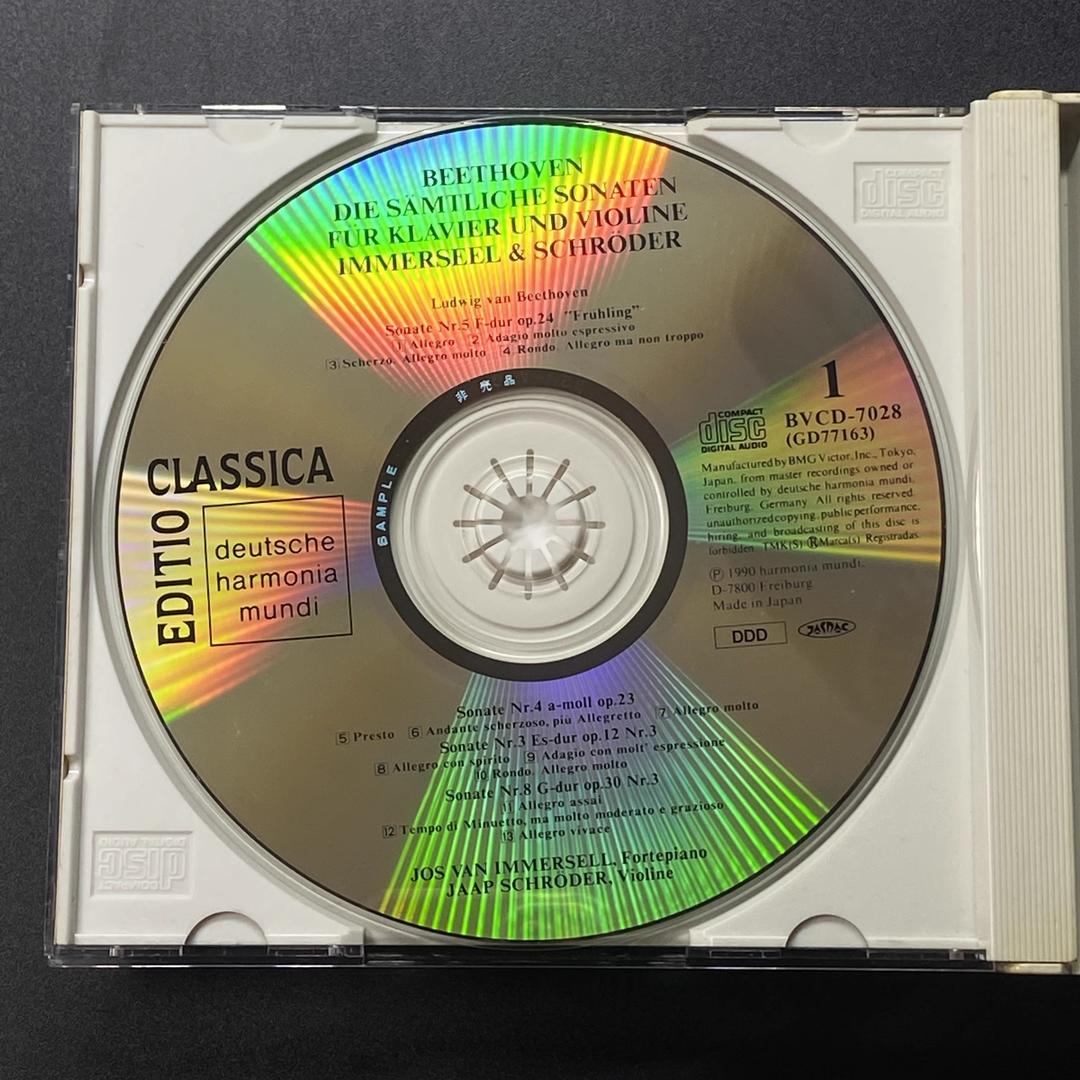 BEETHOVEN
DIE SÄMTLICHE SONATEN
FÜR KLAVIER UND VIOLINE
IMMERSEEL & SCHRÖDER
Ludwig van Beethoven
Sonate Nr.5 F-dur op.24 "Fruhling"
1 Allegro 2 Adagio molto espressivo
3 Scherzo. Allegro molto 4 Rondo. Allegro ma non troppo
非売品
SAMPLE
EDITIO CLASSICA
deutsche
harmonia
mundi
1
COMPACT
disc
DIGITAL AUDIO
BVCD-7028
(GD77163)
Manufactured by BMG Victor, Inc., Tokyo,
Japan, from master recordings owned or
controlled by deutsche harmonia mundi,
Freiburg, Germany. All rights reserved.
unauthorized copying, public performance,
hiring, and broadcasting of this disc is
forbidden TMK(S) ® Marca(s) Registradas.
Ⓟ 1990 harmonia mundi.
D-7800 Freiburg
Made in Japan
DDD
JASRAC
Sonate Nr.4 a-moll op.23
5 Presto 6 Andante scherzoso, più Allegretto 7 Allegro molto
Sonate Nr.3 Es-dur op.12 Nr.3
8 Allegro con spirito 9 Adagio con molt' espressione
10 Rondo. Allegro molto
Sonate Nr.8 G-dur op.30 Nr.3
11 Allegro assai
12 Tempo di Minuetto, ma molto moderato e grazioso
13 Allegro vivace
JOS VAN IMMERSELL, Fortepiano
JAAP SCHRÖDER, Violine
COMPACT
disc
DIGITAL AUDIO
COMPACT
disc
DIGITAL AUDIO